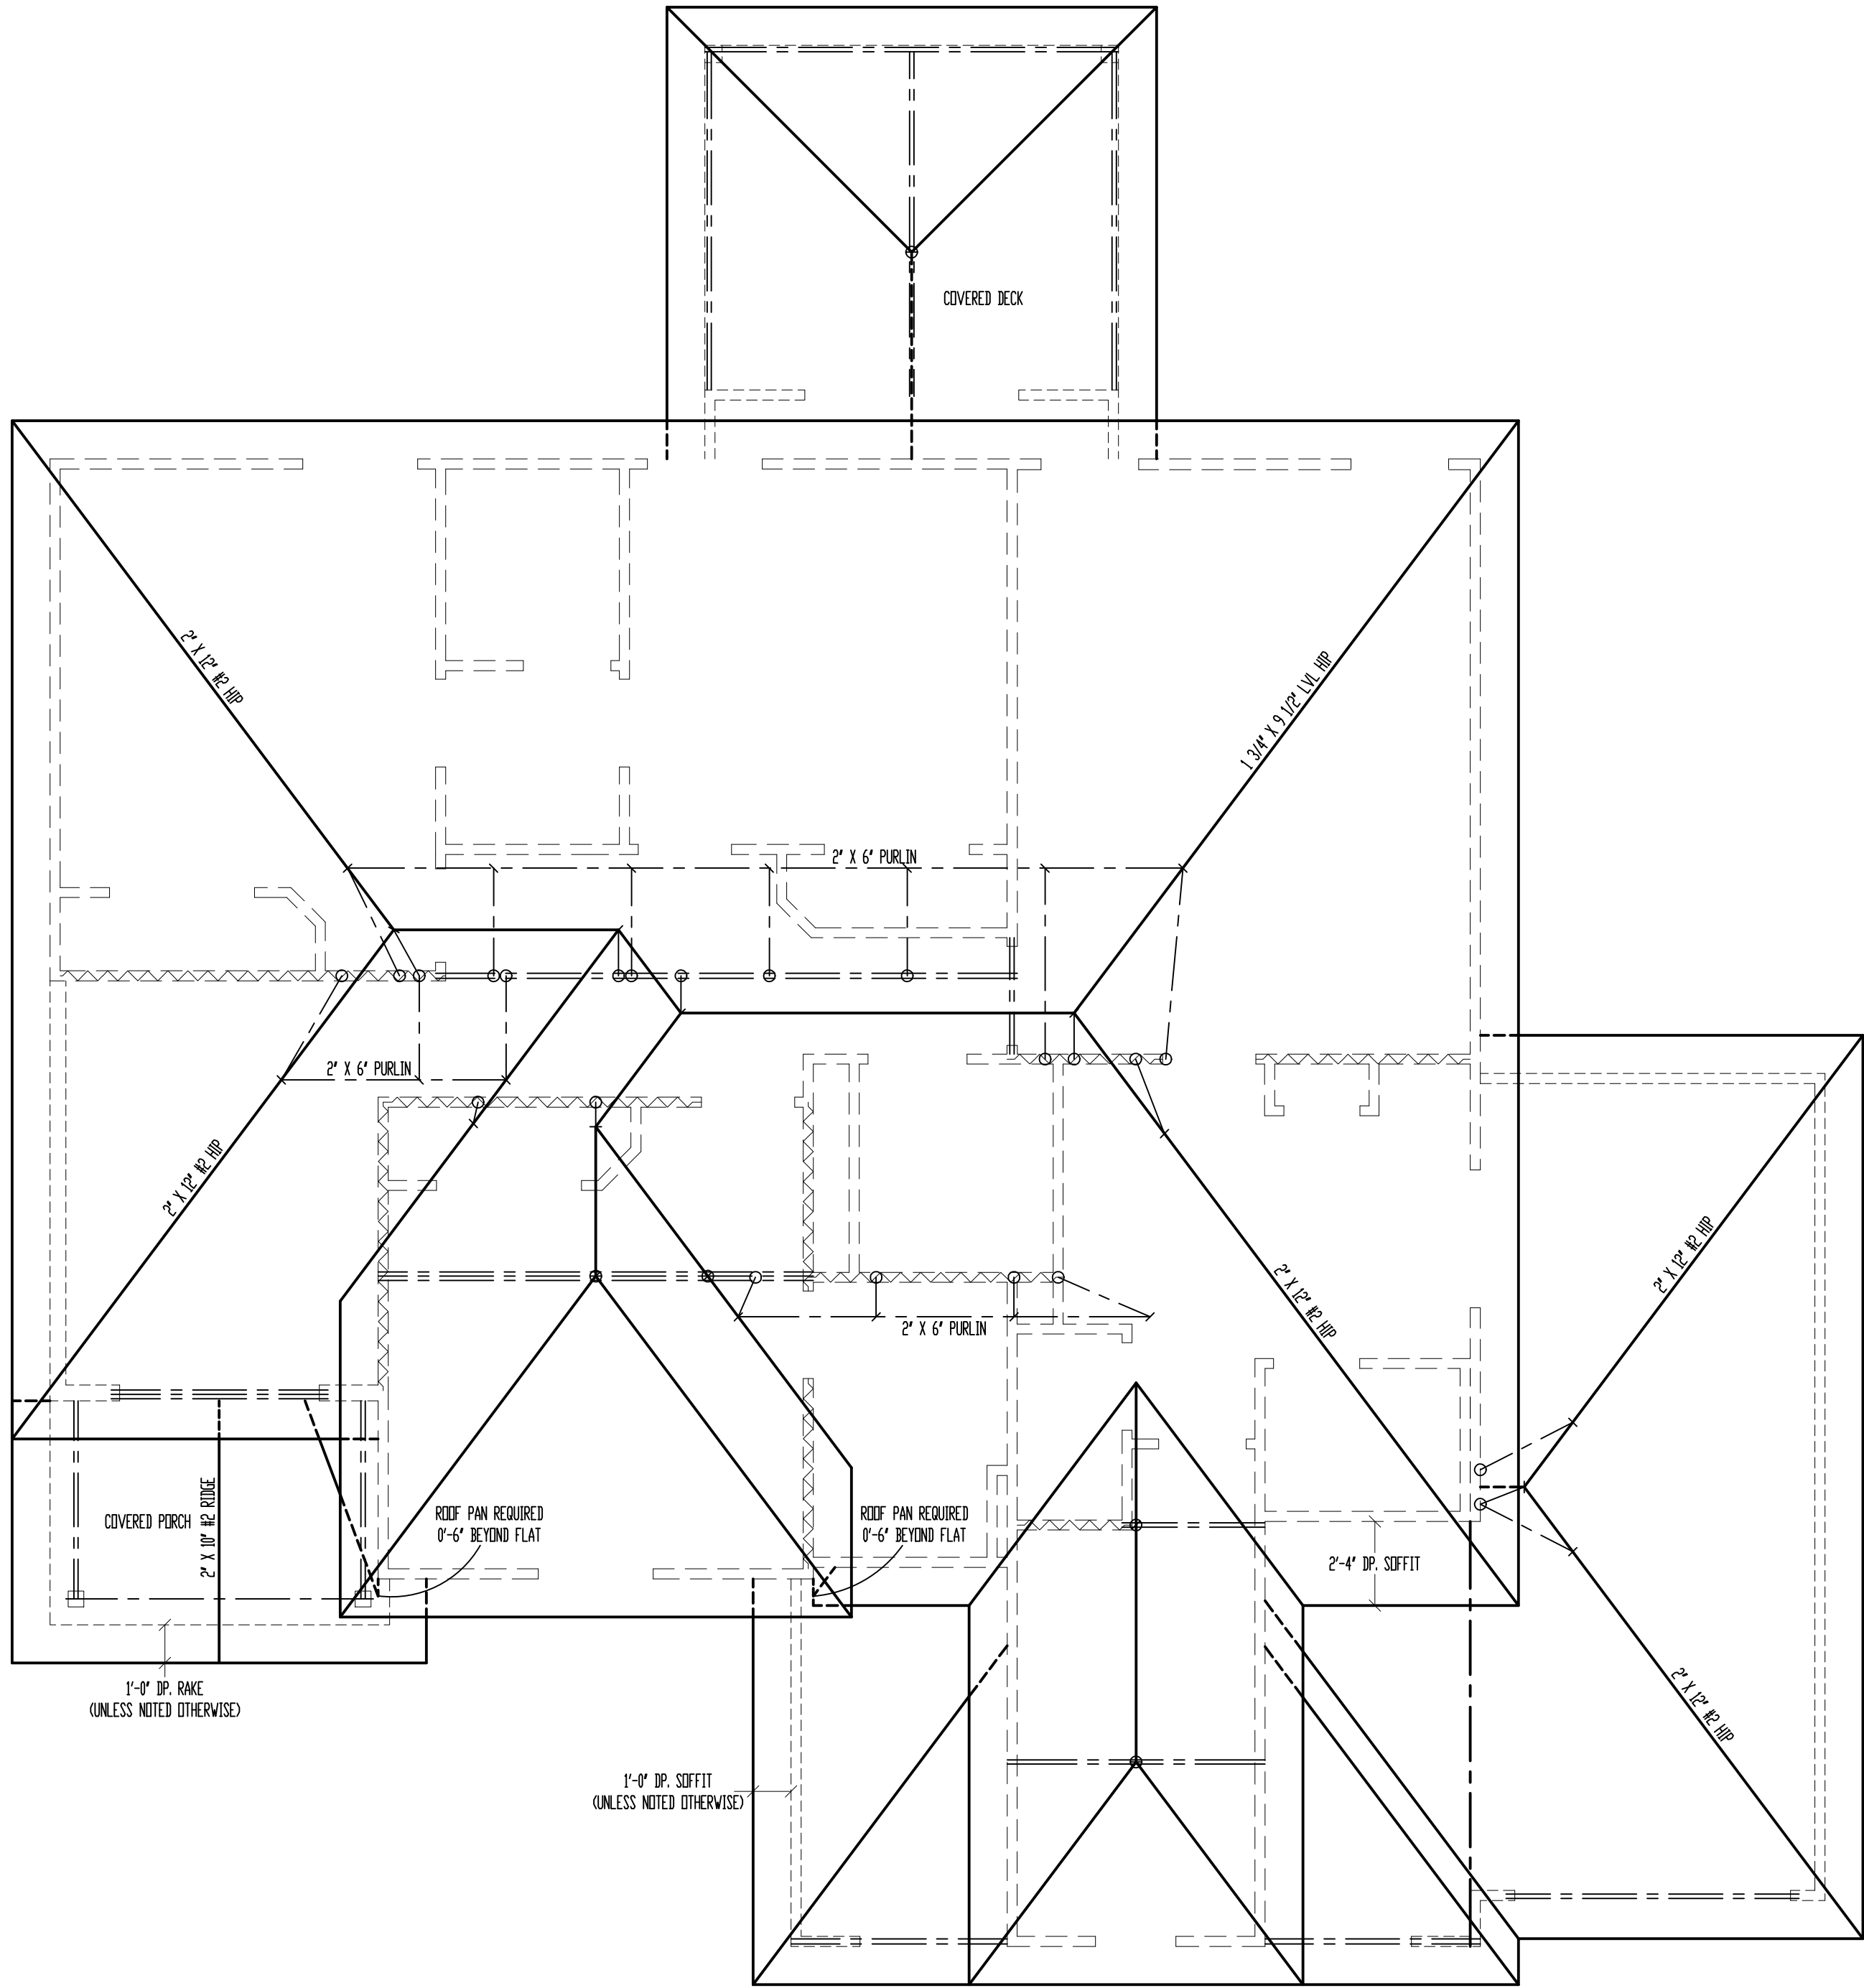 COVERED DECK
2" X 12" #2 HIP
1 3/4" X 9 1/2" LVL HIP
2" X 6" PURLIN
2" X 6" PURLIN
2" X 12" #2 HIP
2" X 12" #2 HIP
2" X 12" #2 HIP
2" X 6" PURLIN
COVERED PORCH
2" X 10" #2 RIDGE
ROOF PAN REQUIRED
0'-6" BEYOND FLAT
ROOF PAN REQUIRED
0'-6" BEYOND FLAT
2'-4" DP. SOFFIT
2" X 12" #2 HIP
1'-0" DP. RAKE
(UNLESS NOTED OTHERWISE)
1'-0" DP. SOFFIT
(UNLESS NOTED OTHERWISE)